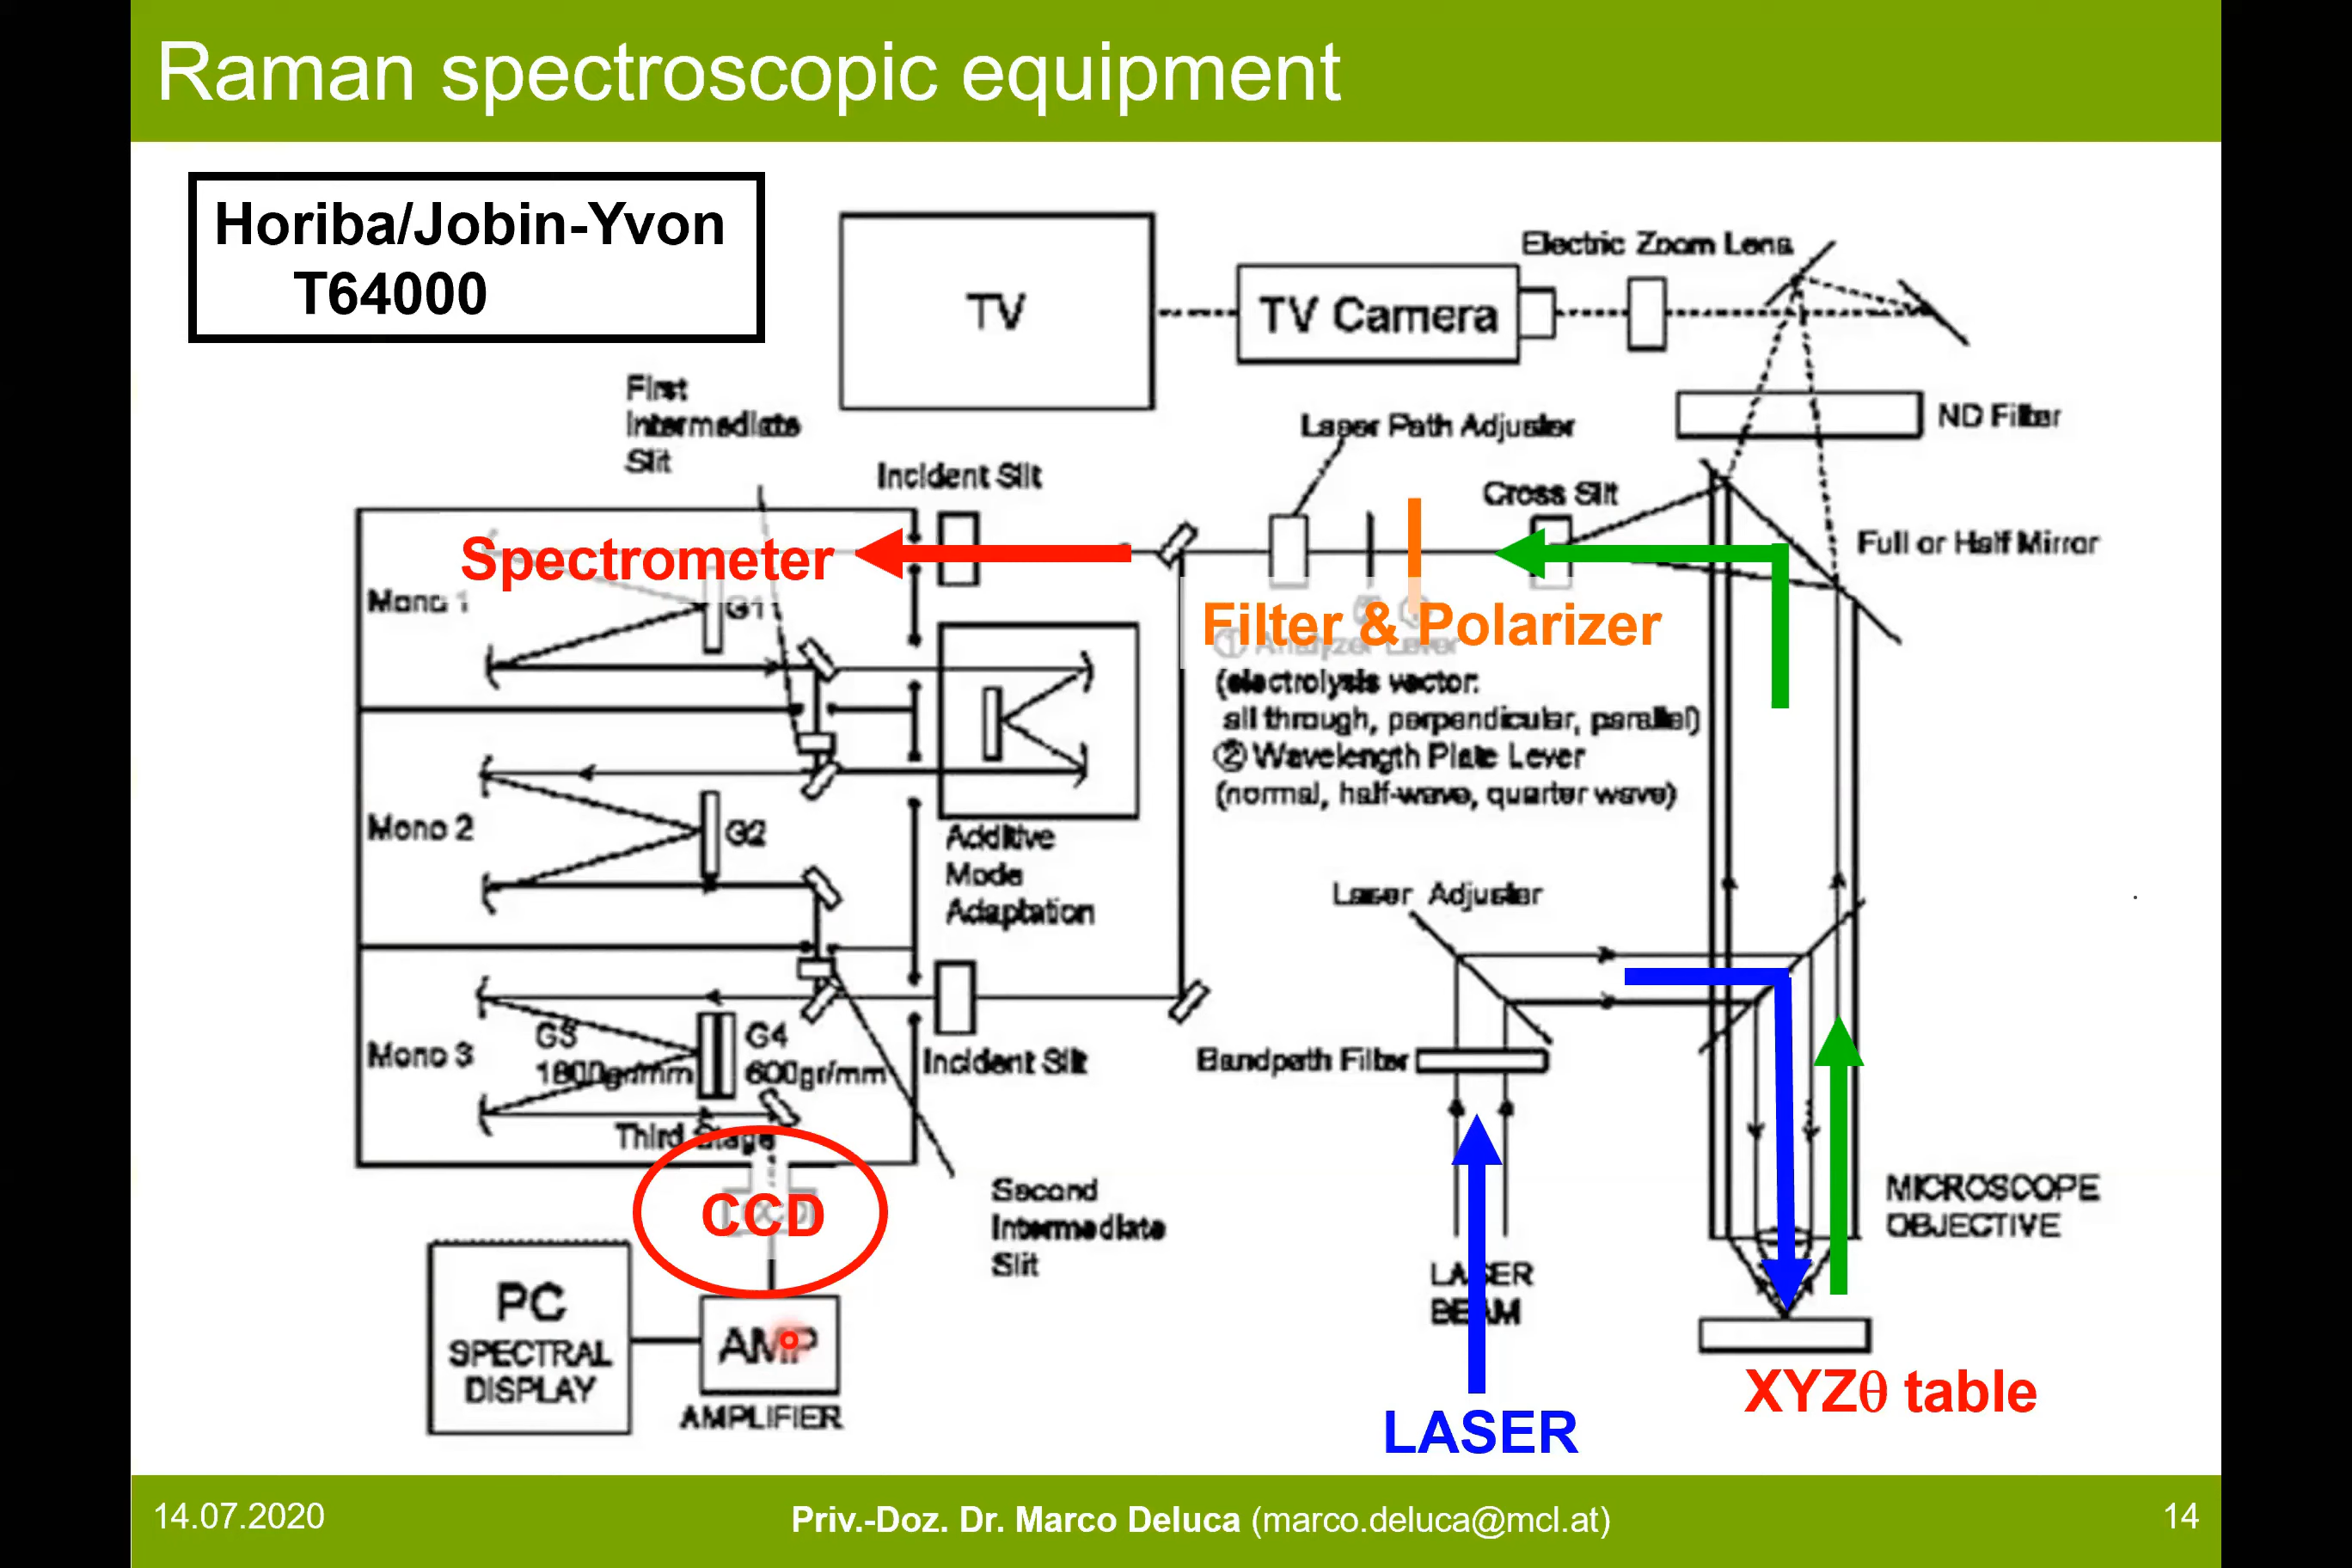 Raman spectroscopic equipment
Horiba/Jobin-Yvon
T64000
TV
TV Camera
Electric Zoom Lens
ND Filter
First
Intermediate
Slit
Incident Slit
Laser Path Adjuster
Cross Slit
Full or Half Mirror
Spectrometer
Mono 1
G1
Filter & Polarizer
① Analyzer Lever
(electrolysis vector:
all through, perpendicular, parallel)
② Wavelength Plate Lever
(normal, half-wave, quarter wave)
Mono 2
G2
Additive
Mode
Adaptation
Laser Adjuster
Mono 3
G3
1800gr/mm
G4
600gr/mm
Incident Slit
Bandpath Filter
Third Stage
CCD
Second
Intermediate
Slit
MICROSCOPE
OBJECTIVE
LASER
BEAM
PC
SPECTRAL
DISPLAY
AMP
AMPLIFIER
XYZθ table
LASER
14.07.2020
Priv.-Doz. Dr. Marco Deluca (marco.deluca@mcl.at)
14